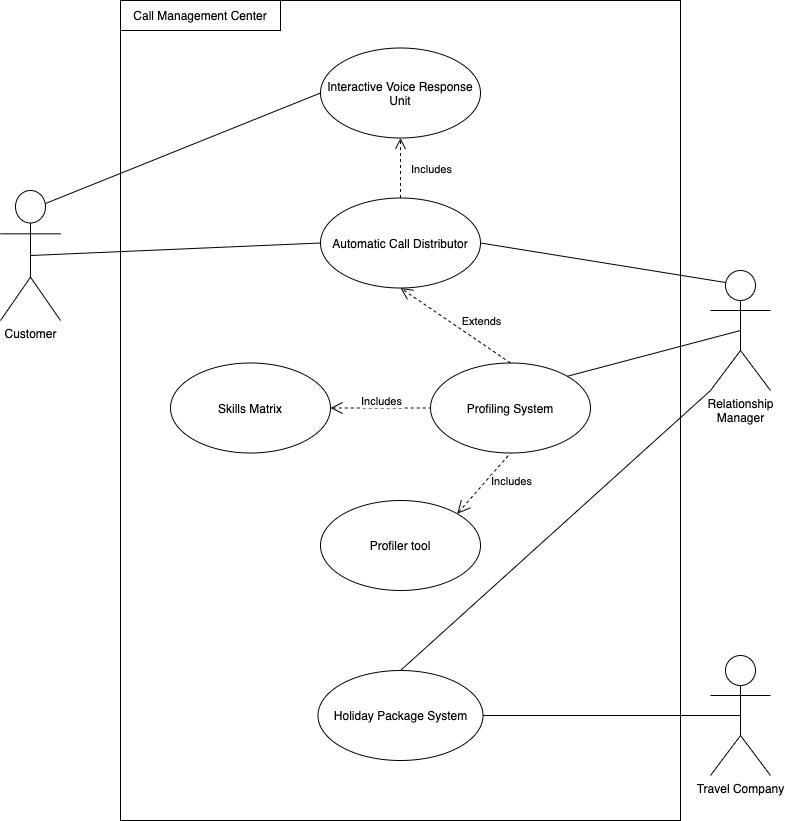 Call Management Center
Interactive Voice Response
Unit
Includes
Automatic Call Distributor
Extends
Customer
Includes
Skills Matrix
Profiling System
Relationship
Manager
Includes
Profiler tool
Holiday Package System
Travel Company